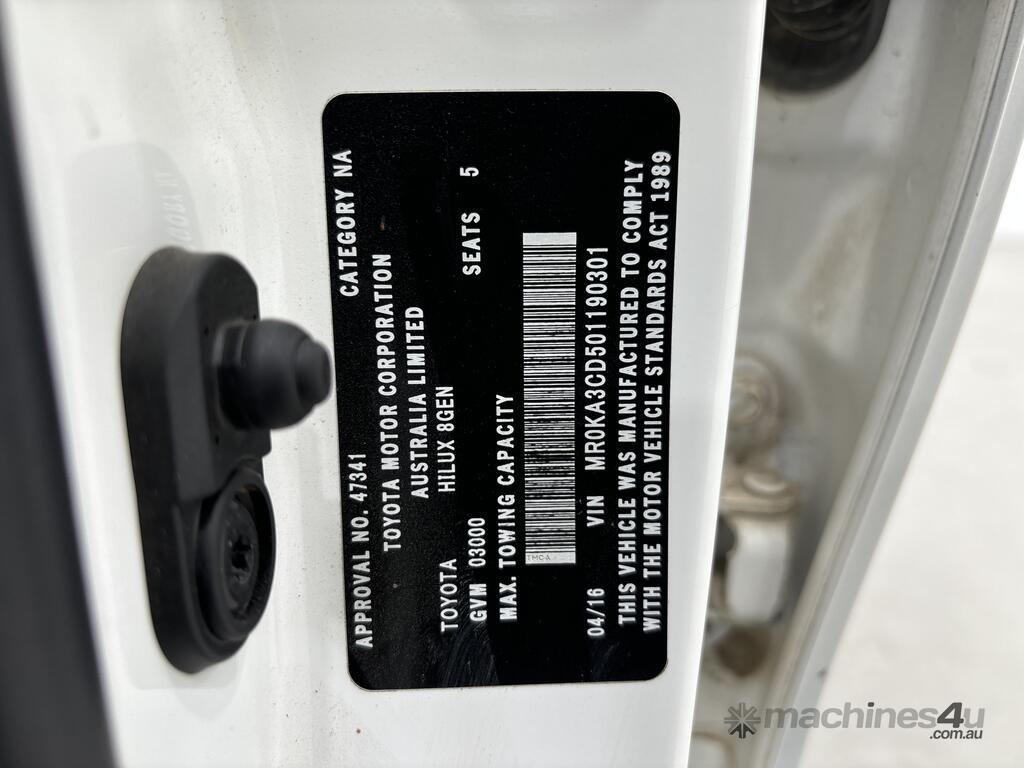 APPROVAL NO. 47341 CATEGORY NA
TOYOTA MOTOR CORPORATION
AUSTRALIA LIMITED
TOYOTA HILUX 8GEN
GVM 03000 SEATS 5
MAX. TOWING CAPACITY
TMC-A
04/16 VIN MR0KA3CD501190301
THIS VEHICLE WAS MANUFACTURED TO COMPLY
WITH THE MOTOR VEHICLE STANDARDS ACT 1989
machines4u
.com.au